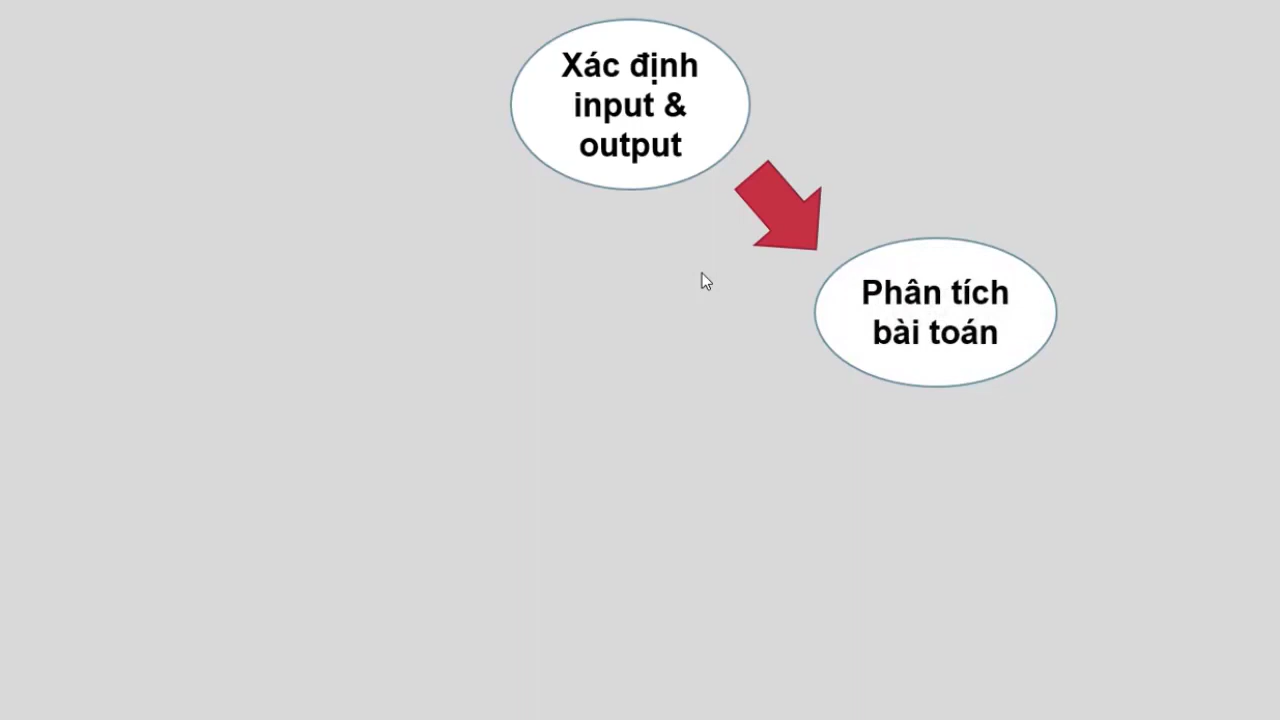 Xác định
input &
output
Phân tích
bài toán